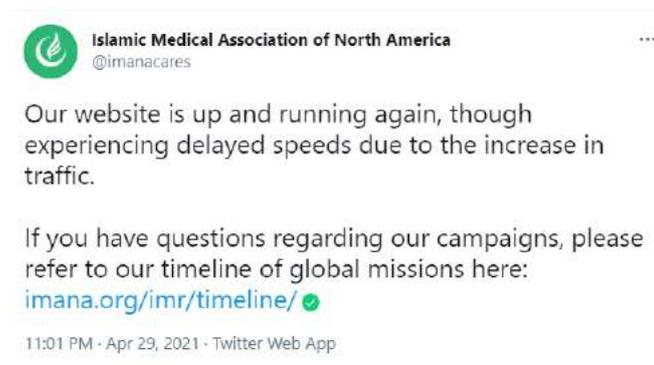 Islamic Medical Association of North America
@imanacares
Our website is up and running again, though
experiencing delayed speeds due to the increase in
traffic.
If you have questions regarding our campaigns, please
refer to our timeline of global missions here:
imana.org/imr/timeline/
11:01 PM · Apr 29, 2021 · Twitter Web App